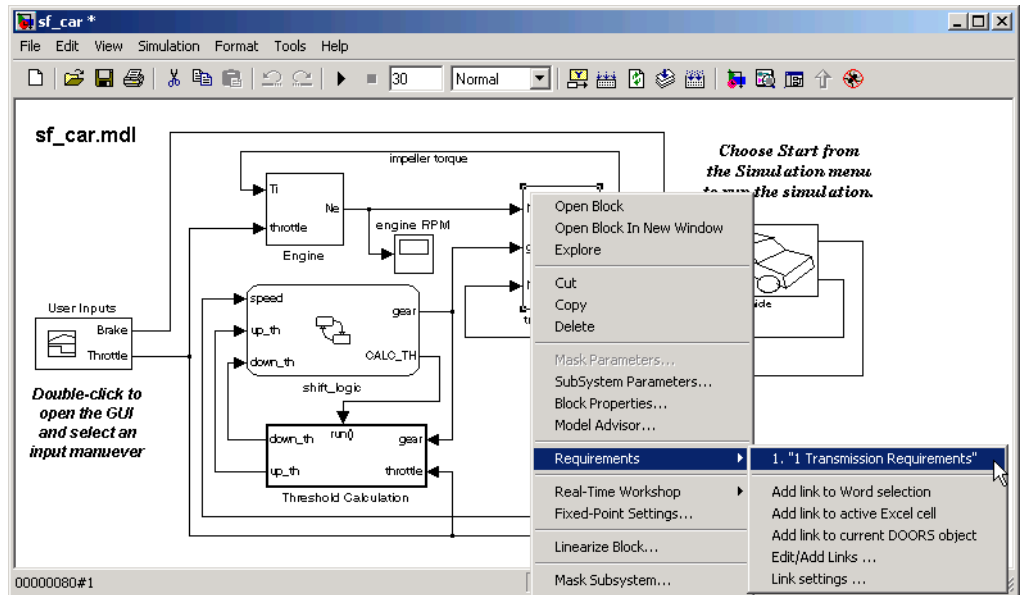 sf_car *
File Edit View Simulation Format Tools Help
30 Normal
sf_car.mdl
impeller torque
Choose Start from
the Simulation menu
to run the simulation.
Ti
Ne
throttle
Engine
engine RPM
User Inputs
Brake
Throttle
Double-click to
open the GUI
and select an
input manuever
speed
up_th
down_th
gear
CALC_TH
shift_logic
run()
down_th
up_th
gear
throttle
Threshold Calculation
Open Block
Open Block In New Window
Explore
Cut
Copy
Delete
Mask Parameters...
SubSystem Parameters...
Block Properties...
Model Advisor...
Requirements
Real-Time Workshop
Fixed-Point Settings...
Linearize Block...
Mask Subsystem...
1. "1 Transmission Requirements"
Add link to Word selection
Add link to active Excel cell
Add link to current DOORS object
Edit/Add Links ...
Link settings ...
00000080#1